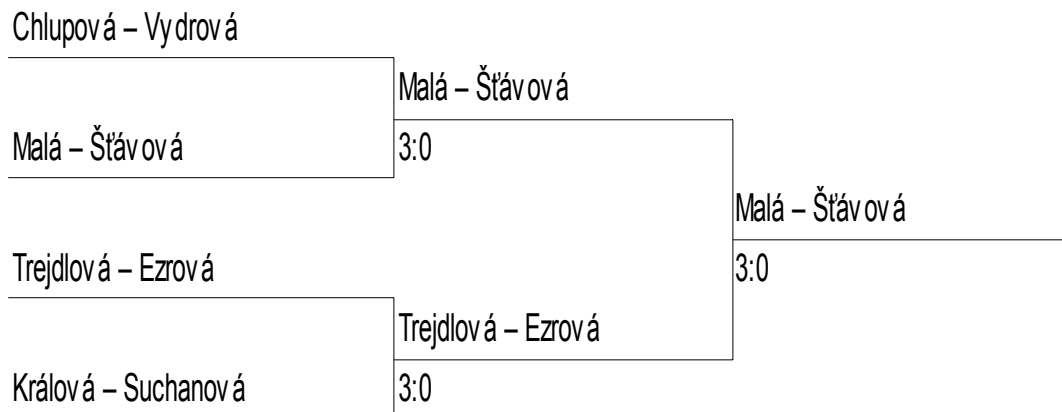 Chlupová – Vydrová
Malá – Šťávová
3:0
Malá – Šťávová
Malá – Šťávová
3:0
Trejdlová – Ezrová
Trejdlová – Ezrová
3:0
Králová – Suchanová